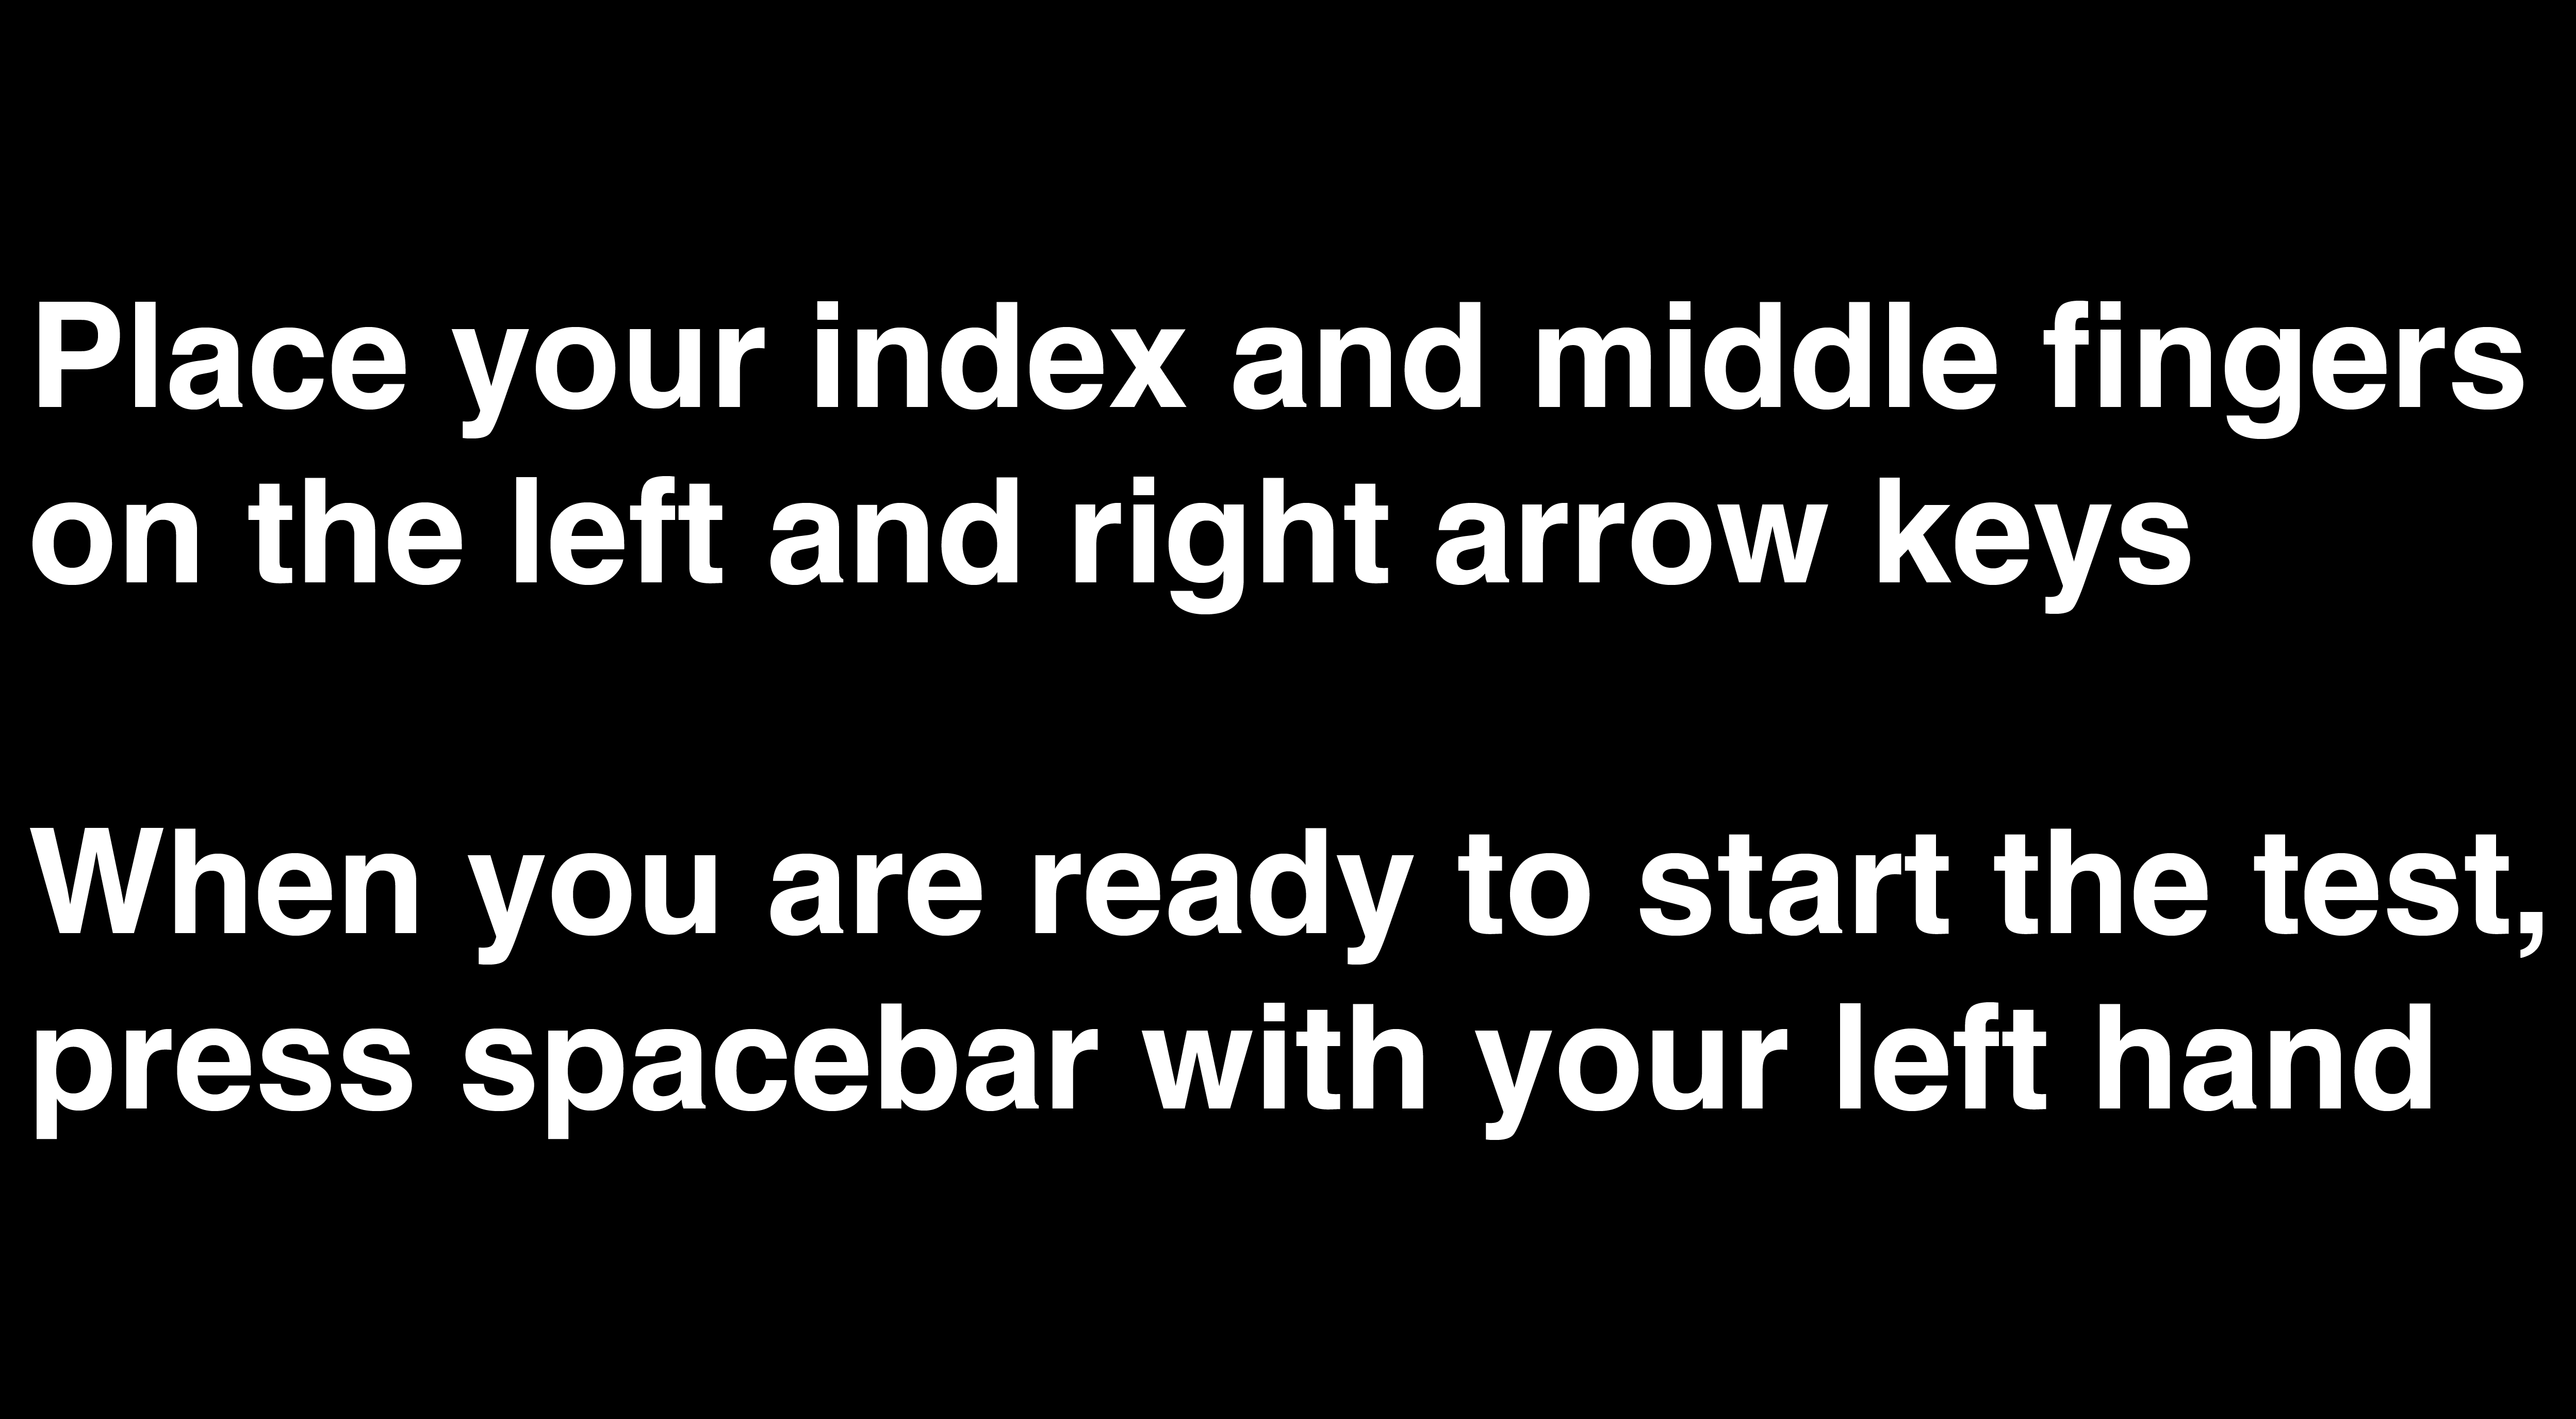 Place your index and middle fingers
on the left and right arrow keys
When you are ready to start the test,
press spacebar with your left hand